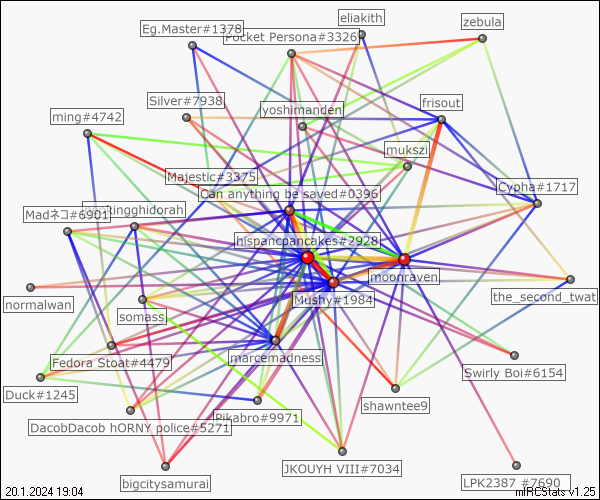 eliakith
zebula
Eg.Master#1378
Pocket Persona#3326
Silver#7938
yoshimanden
frisout
ming#4742
mukszi
Majestic#3375
Can anything be saved#0396
Cypha#1717
Madネコ#6901
kingghidorah
hispancpancakes#2928
moonraven
normalwan
Mushy#1984
the_second_twat
somass
marcemadness
Fedora Stoat#4479
Swirly Boi#6154
Duck#1245
shawntee9
Pikabro#9971
DacobDacob hORNY police#5271
JKOUYH VIII#7034
bigcitysamurai
LPK2387 #7690
20.1.2024 19:04
mIRCStats v1.25